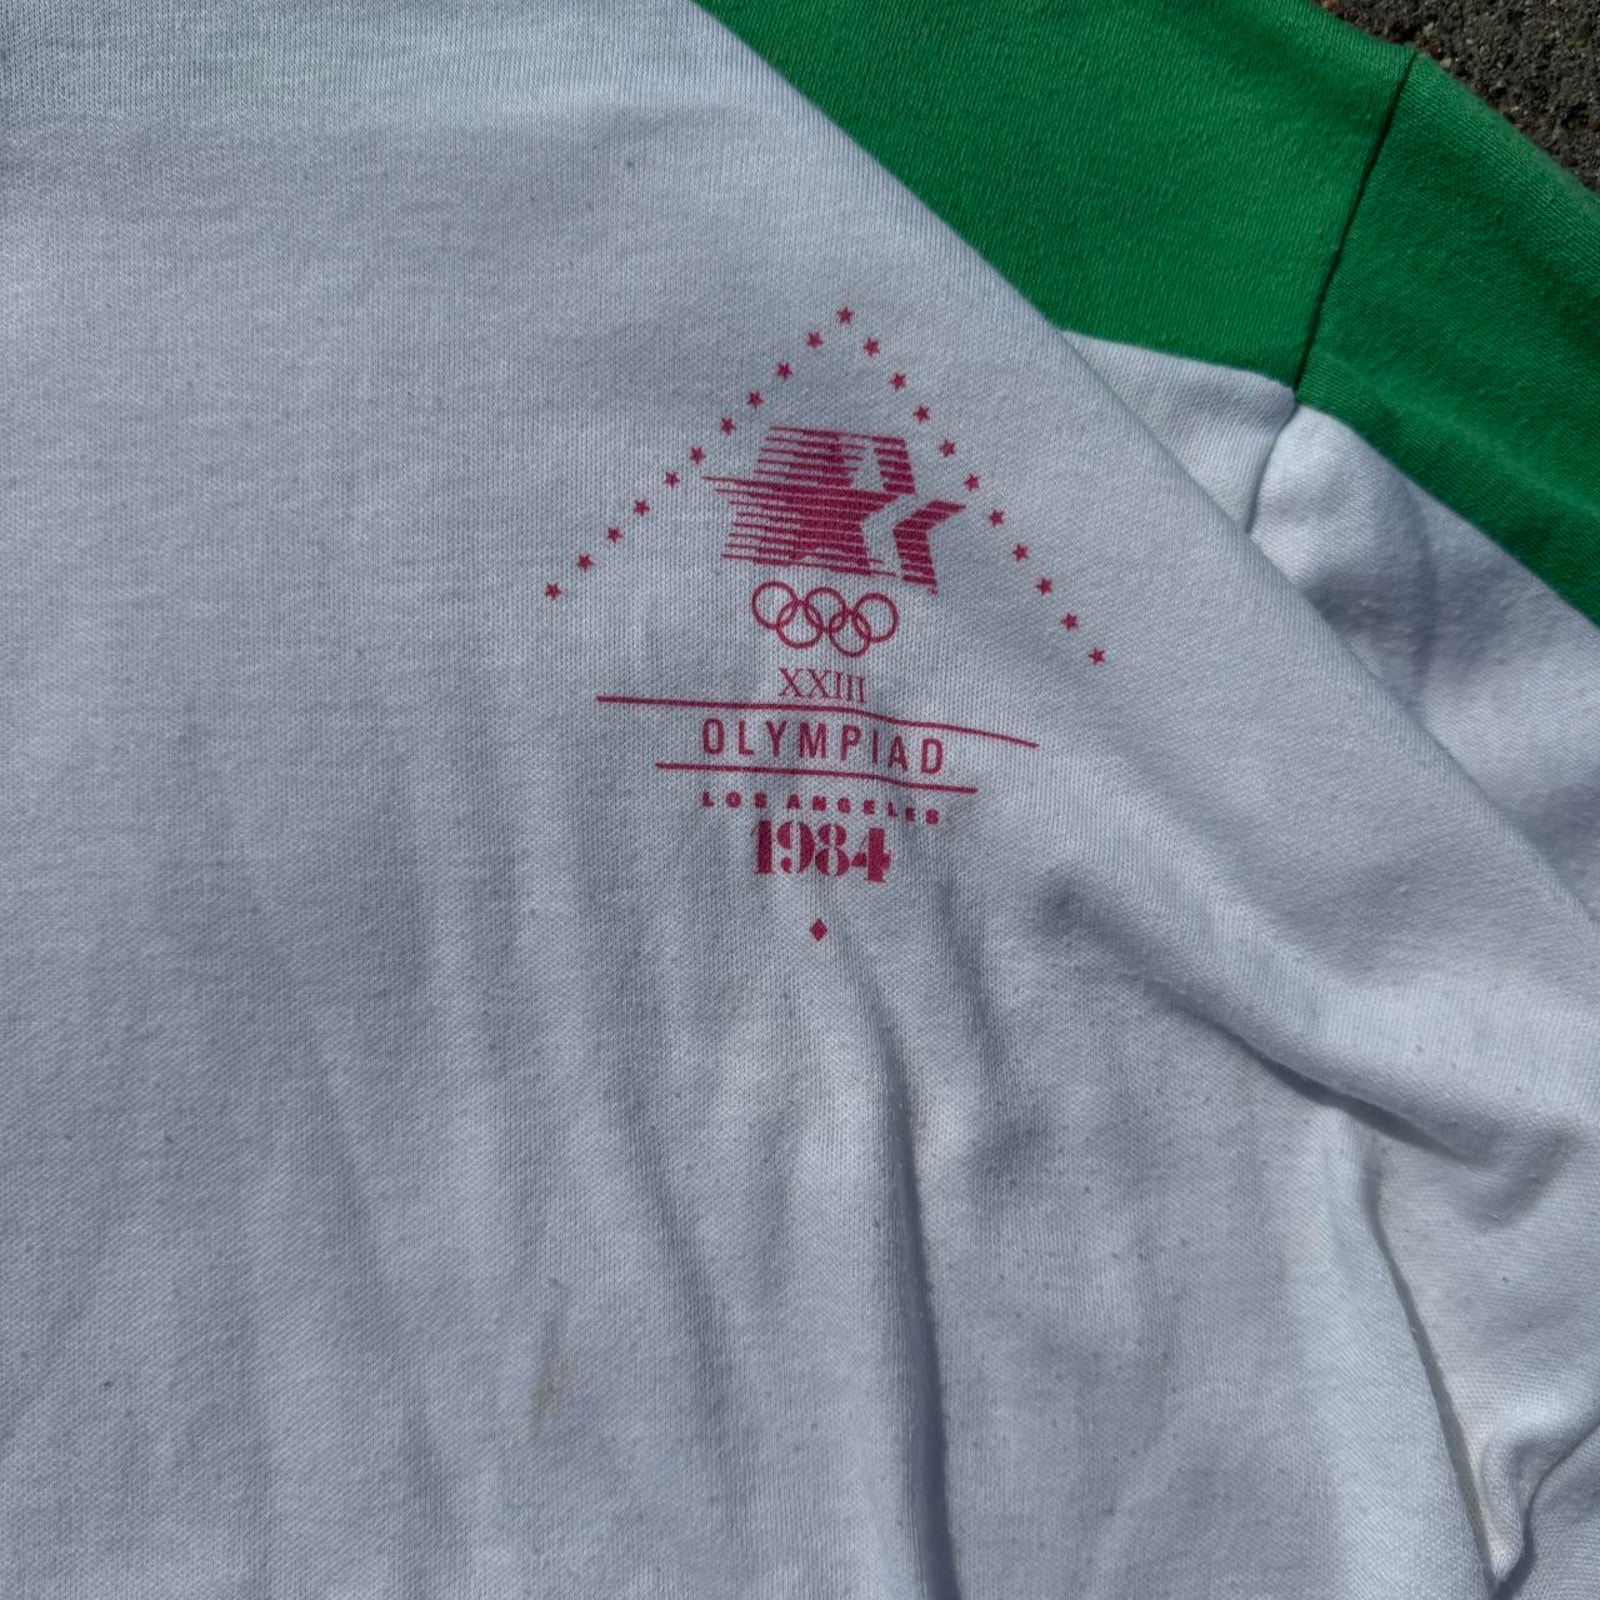 XXIII
OLYMPIAD
LOS ANGELES
1984